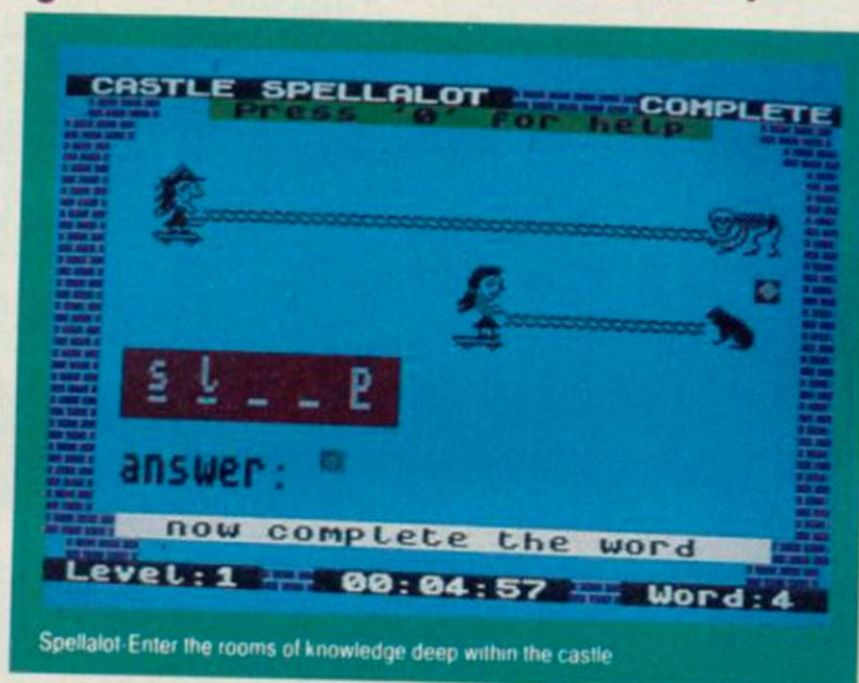 CASTLE SPELLALOT COMPLETE
Press '0' for help
s l _ _ p
answer:
now complete the word
Level:1 00:04:57 Word:4
Spellalot-Enter the rooms of knowledge deep within the castle